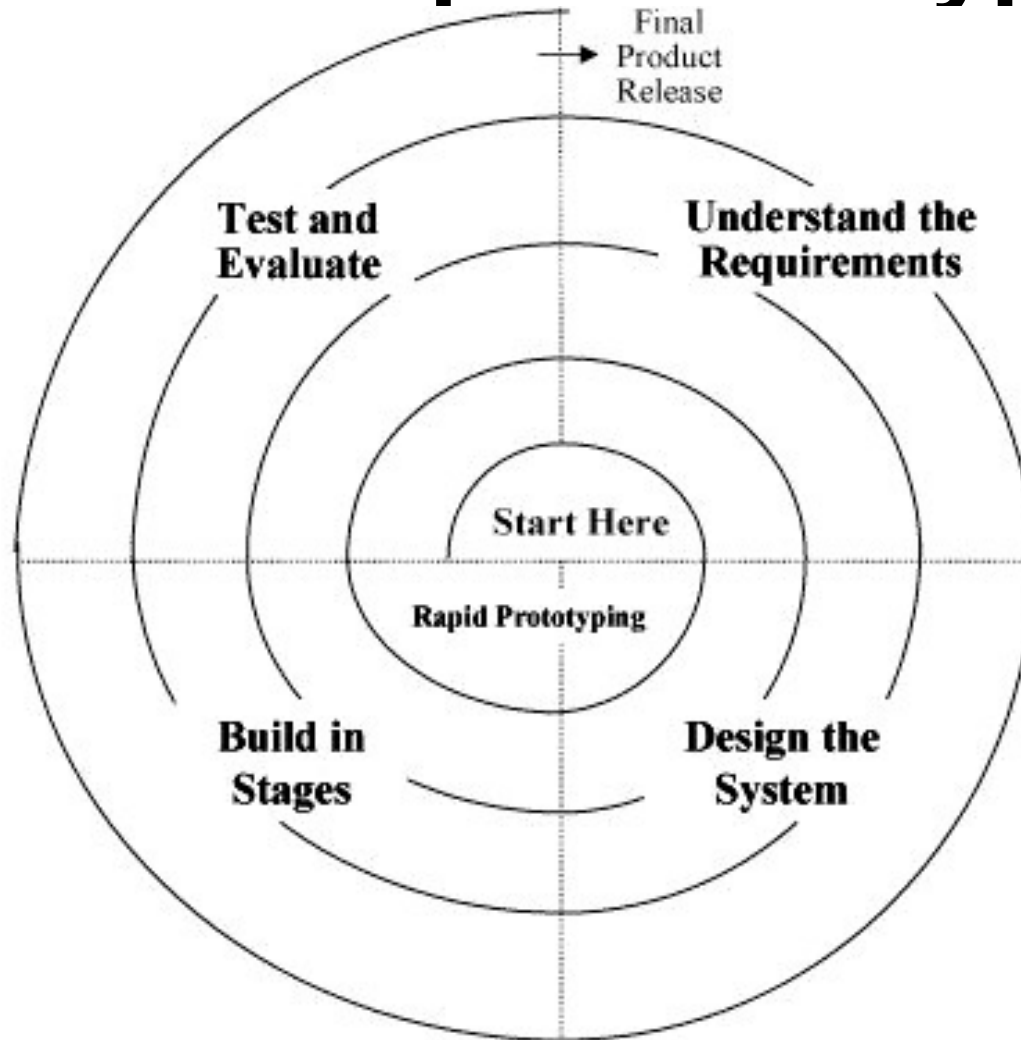 Final
Product
Release
Test and
Evaluate
Understand the
Requirements
Start Here
Rapid Prototyping
Build in
Stages
Design the
System